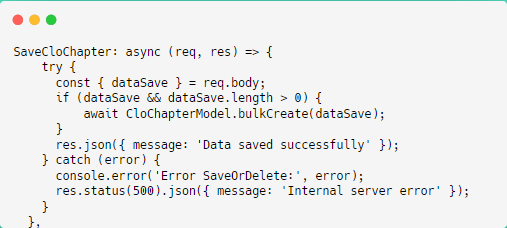 SaveCloChapter: async (req, res) => {
    try {
      const { dataSave } = req.body;
      if (dataSave && dataSave.length > 0) {
          await CloChapterModel.bulkCreate(dataSave);
      }
      res.json({ message: 'Data saved successfully' });
    } catch (error) {
      console.error('Error SaveOrDelete:', error);
      res.status(500).json({ message: 'Internal server error' });
    }
  },